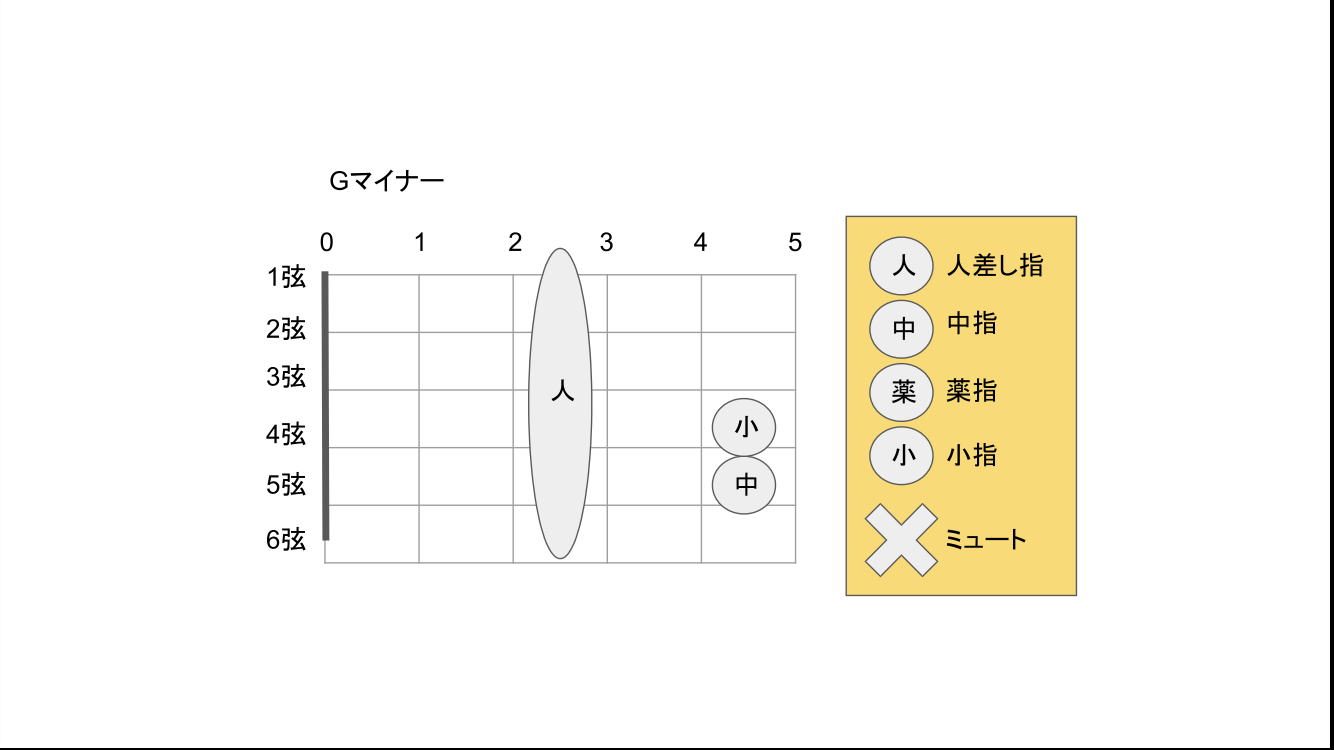 Gマイナー
0 1 2 3 4 5
1弦
2弦
3弦
4弦
5弦
6弦
人
小
中
人 人差し指
中 中指
薬 薬指
小 小指
ミュート